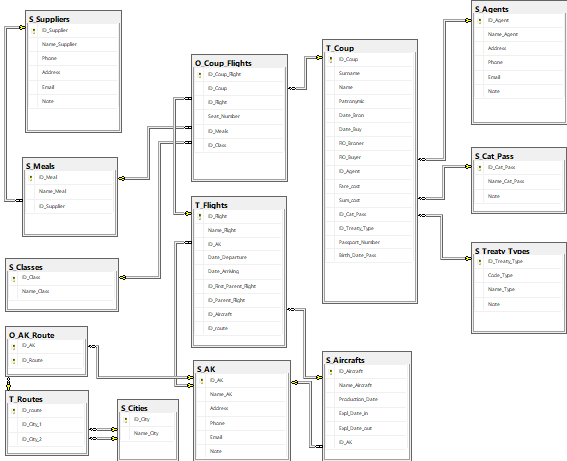 S_Suppliers
ID_Supplier
Name_Supplier
Phone
Address
Email
Note
S_Meals
ID_Meal
Name_Meal
ID_Supplier
S_Classes
ID_Class
Name_Class
O_AK_Route
ID_AK
ID_Route
T_Routes
ID_route
ID_City_1
ID_City_2
S_Cities
ID_City
Name_City
O_Coup_Flights
ID_Coup_Flight
ID_Coup
ID_Flight
Seat_Number
ID_Meals
ID_Class
T_Flights
ID_Flight
Name_Flight
ID_AK
Date_Departure
Date_Arriving
ID_First_Parent_Flight
ID_Parent_Flight
ID_Aircraft
ID_route
S_AK
ID_AK
Name_AK
Address
Phone
Email
Note
T_Coup
ID_Coup
Surname
Name
Patronymic
Date_Bron
Date_Buy
FIO_Broner
FIO_Buyer
ID_Agent
Fare_cost
Sum_cost
ID_Cat_Pass
ID_Treaty_Type
Passport_Number
Birth_Date_Pass
S_Aircrafts
ID_Aircraft
Name_Aircraft
Production_Date
Expl_Date_in
Expl_Date_out
ID_AK
S_Agents
ID_Agent
Name_Agent
Address
Phone
Email
Note
S_Cat_Pass
ID_Cat_Pass
Name_Cat_Pass
Note
S_Treaty_Types
ID_Treaty_Type
Code_Type
Name_Type
Note